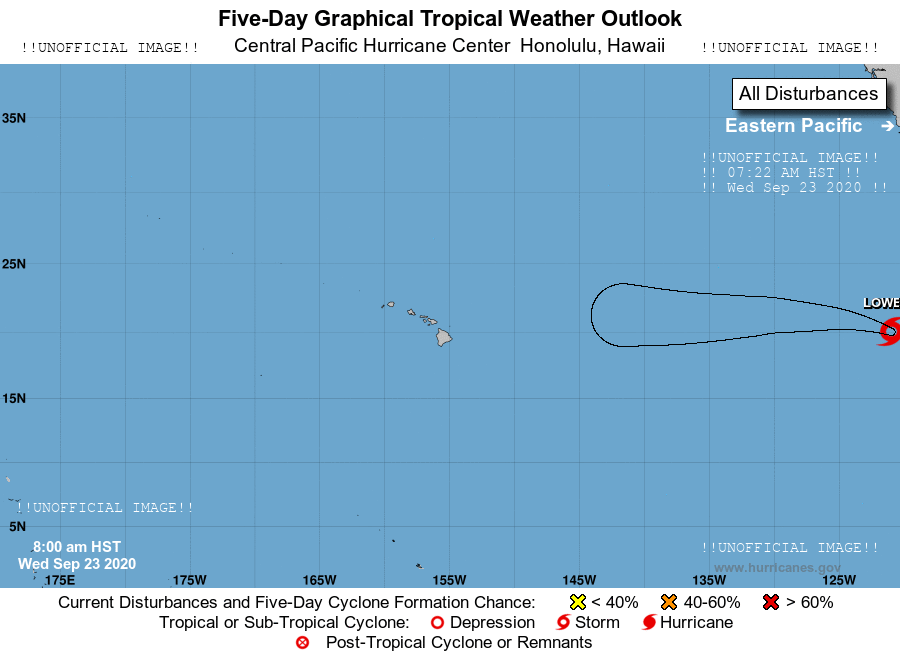 Five-Day Graphical Tropical Weather Outlook
!!UNOFFICIAL IMAGE!! Central Pacific Hurricane Center Honolulu, Hawaii !!UNOFFICIAL IMAGE!!
All Disturbances
35N
Eastern Pacific →
!!UNOFFICIAL IMAGE!!
!! 07:22 AM HST !!
!! Wed Sep 23 2020 !!
25N
LOWE
15N
!!UNOFFICIAL IMAGE!!
5N
8:00 am HST
Wed Sep 23 2020
!!UNOFFICIAL IMAGE!!
www.hurricanes.gov
175E 175W 165W 155W 145W 135W 125W
Current Disturbances and Five-Day Cyclone Formation Chance: < 40% 40-60% > 60%
Tropical or Sub-Tropical Cyclone: Depression Storm Hurricane
Post-Tropical Cyclone or Remnants